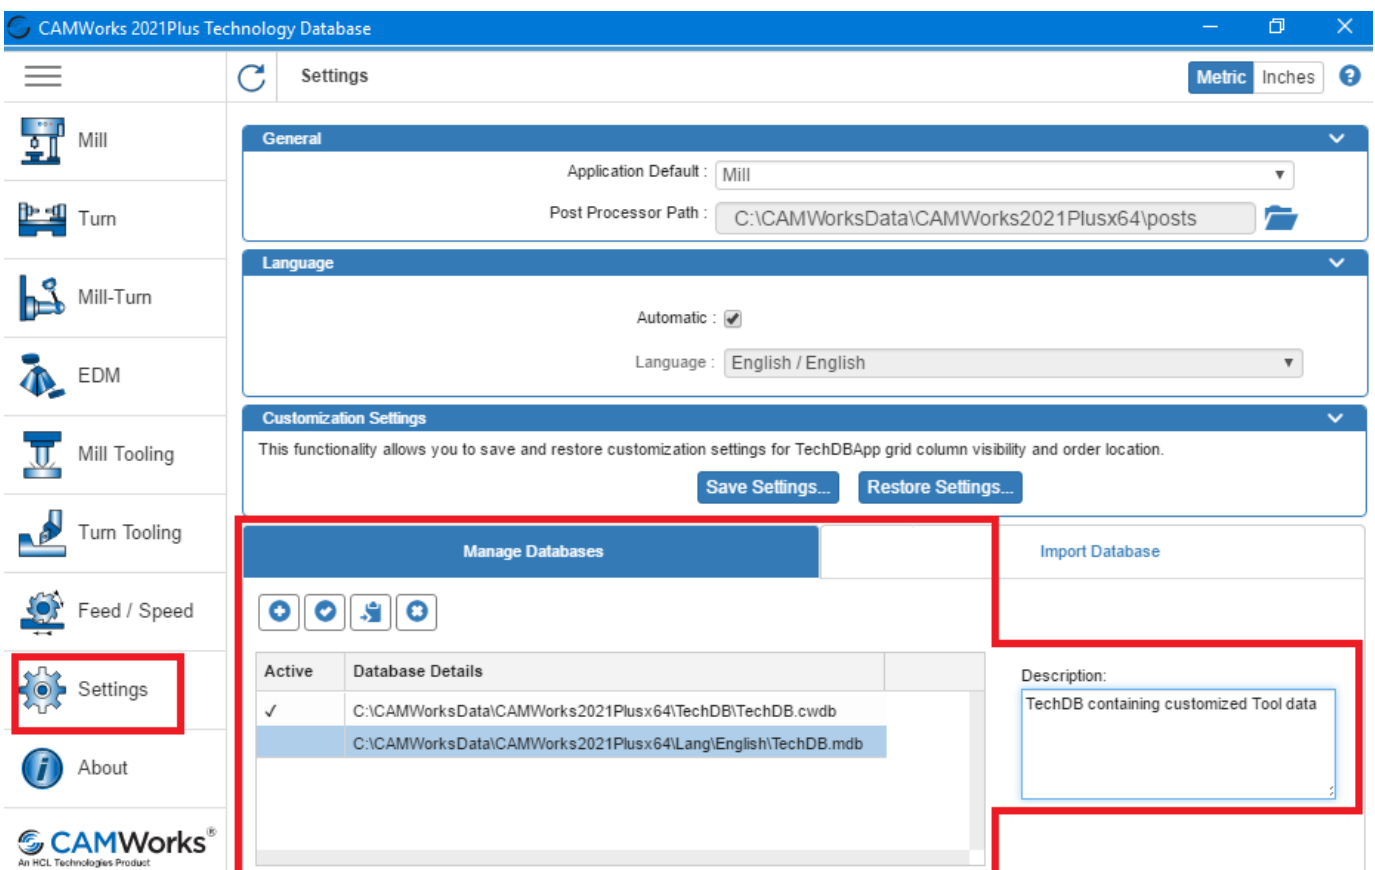 CAMWorks 2021Plus Technology Database
Settings
Metric Inches
Mill
Turn
Mill-Turn
EDM
Mill Tooling
Turn Tooling
Feed / Speed
Settings
About
CAMWorks®
An HCL Technologies Product
General
Application Default : Mill
Post Processor Path : C:\CAMWorksData\CAMWorks2021Plusx64\posts
Language
Automatic :
Language : English / English
Customization Settings
This functionality allows you to save and restore customization settings for TechDBApp grid column visibility and order location.
Save Settings... Restore Settings...
Manage Databases Import Database
Active Database Details
C:\CAMWorksData\CAMWorks2021Plusx64\TechDB\TechDB.cwdb
C:\CAMWorksData\CAMWorks2021Plusx64\Lang\English\TechDB.mdb
Description:
TechDB containing customized Tool data